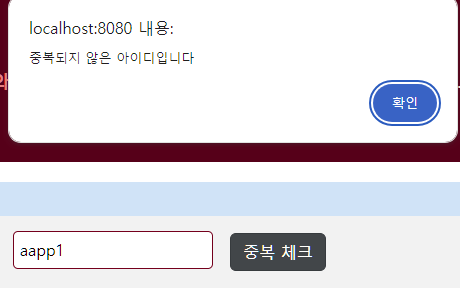 localhost:8080 내용:
중복되지 않은 아이디입니다
확인
aapp1
중복 체크